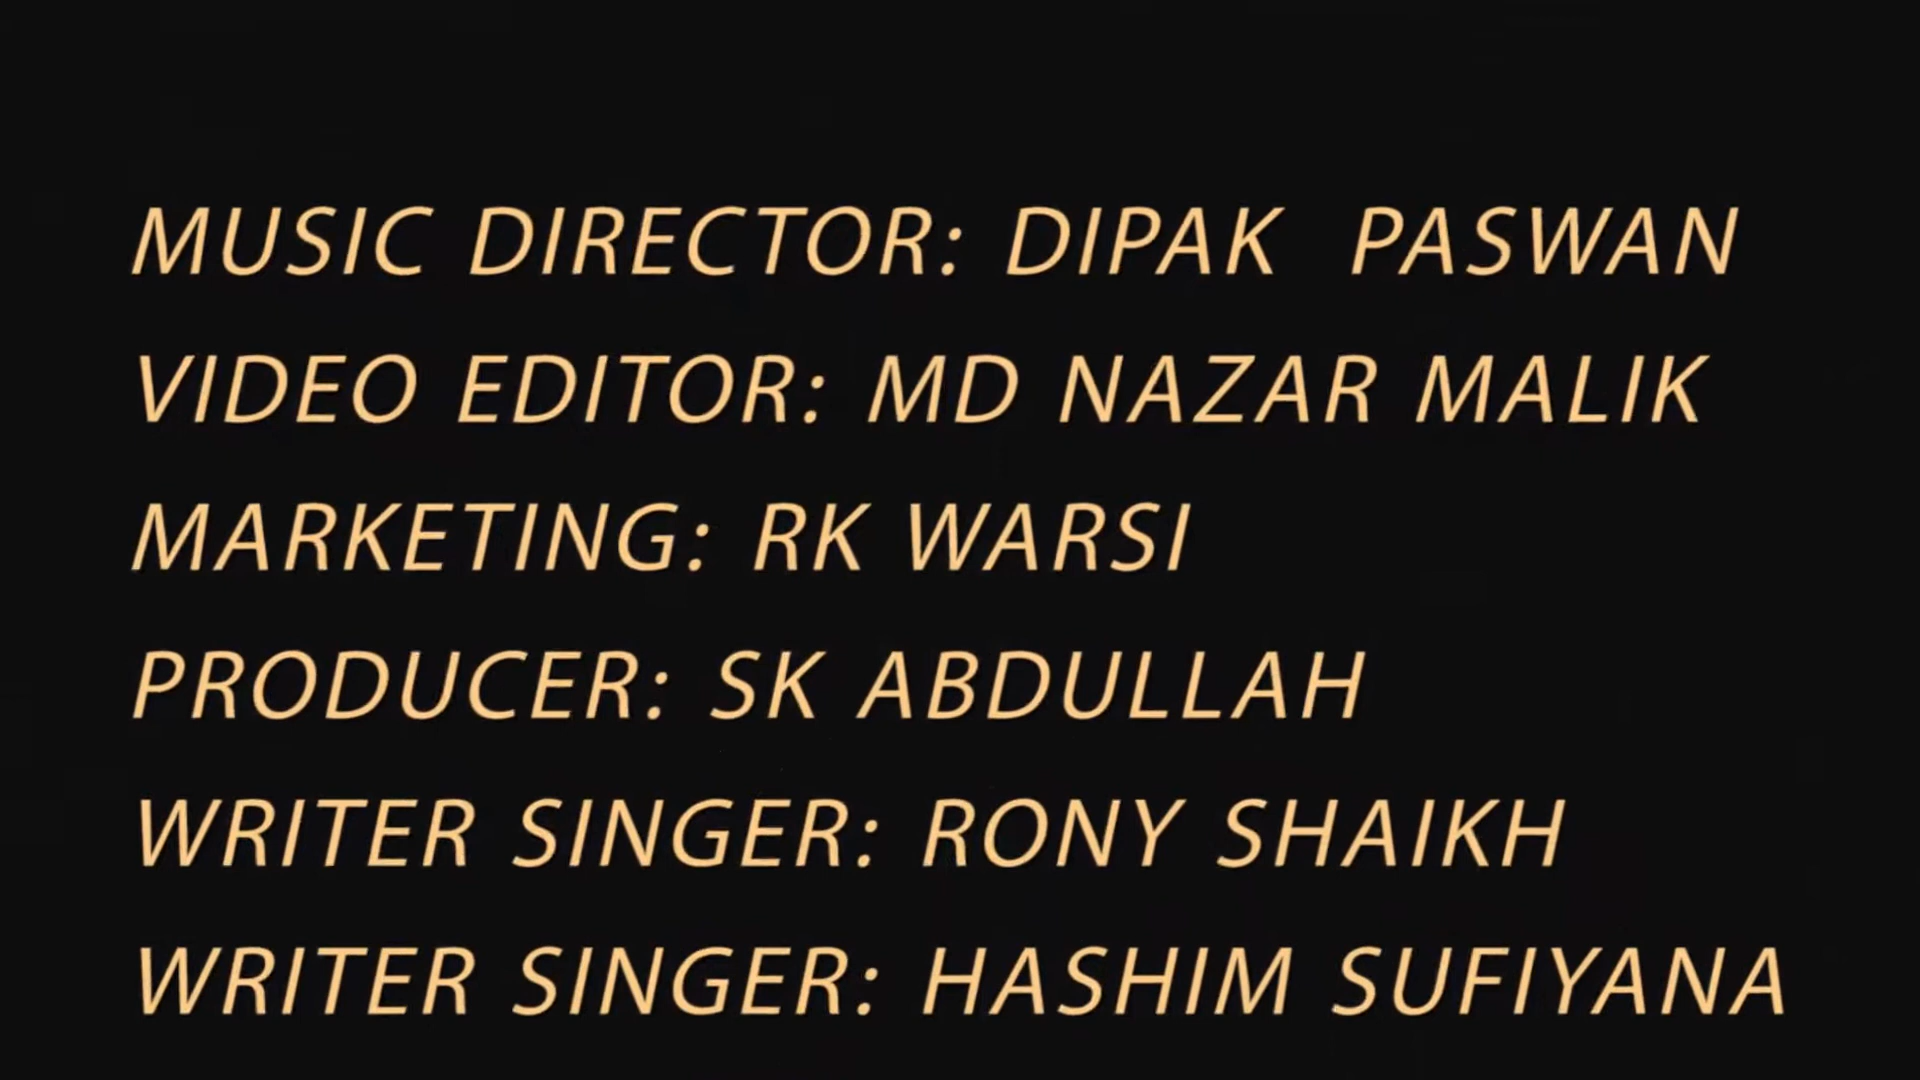 MUSIC DIRECTOR: DIPAK  PASWAN
VIDEO EDITOR: MD NAZAR MALIK
MARKETING: RK WARSI
PRODUCER: SK ABDULLAH
WRITER SINGER: RONY SHAIKH
WRITER SINGER: HASHIM SUFIYANA